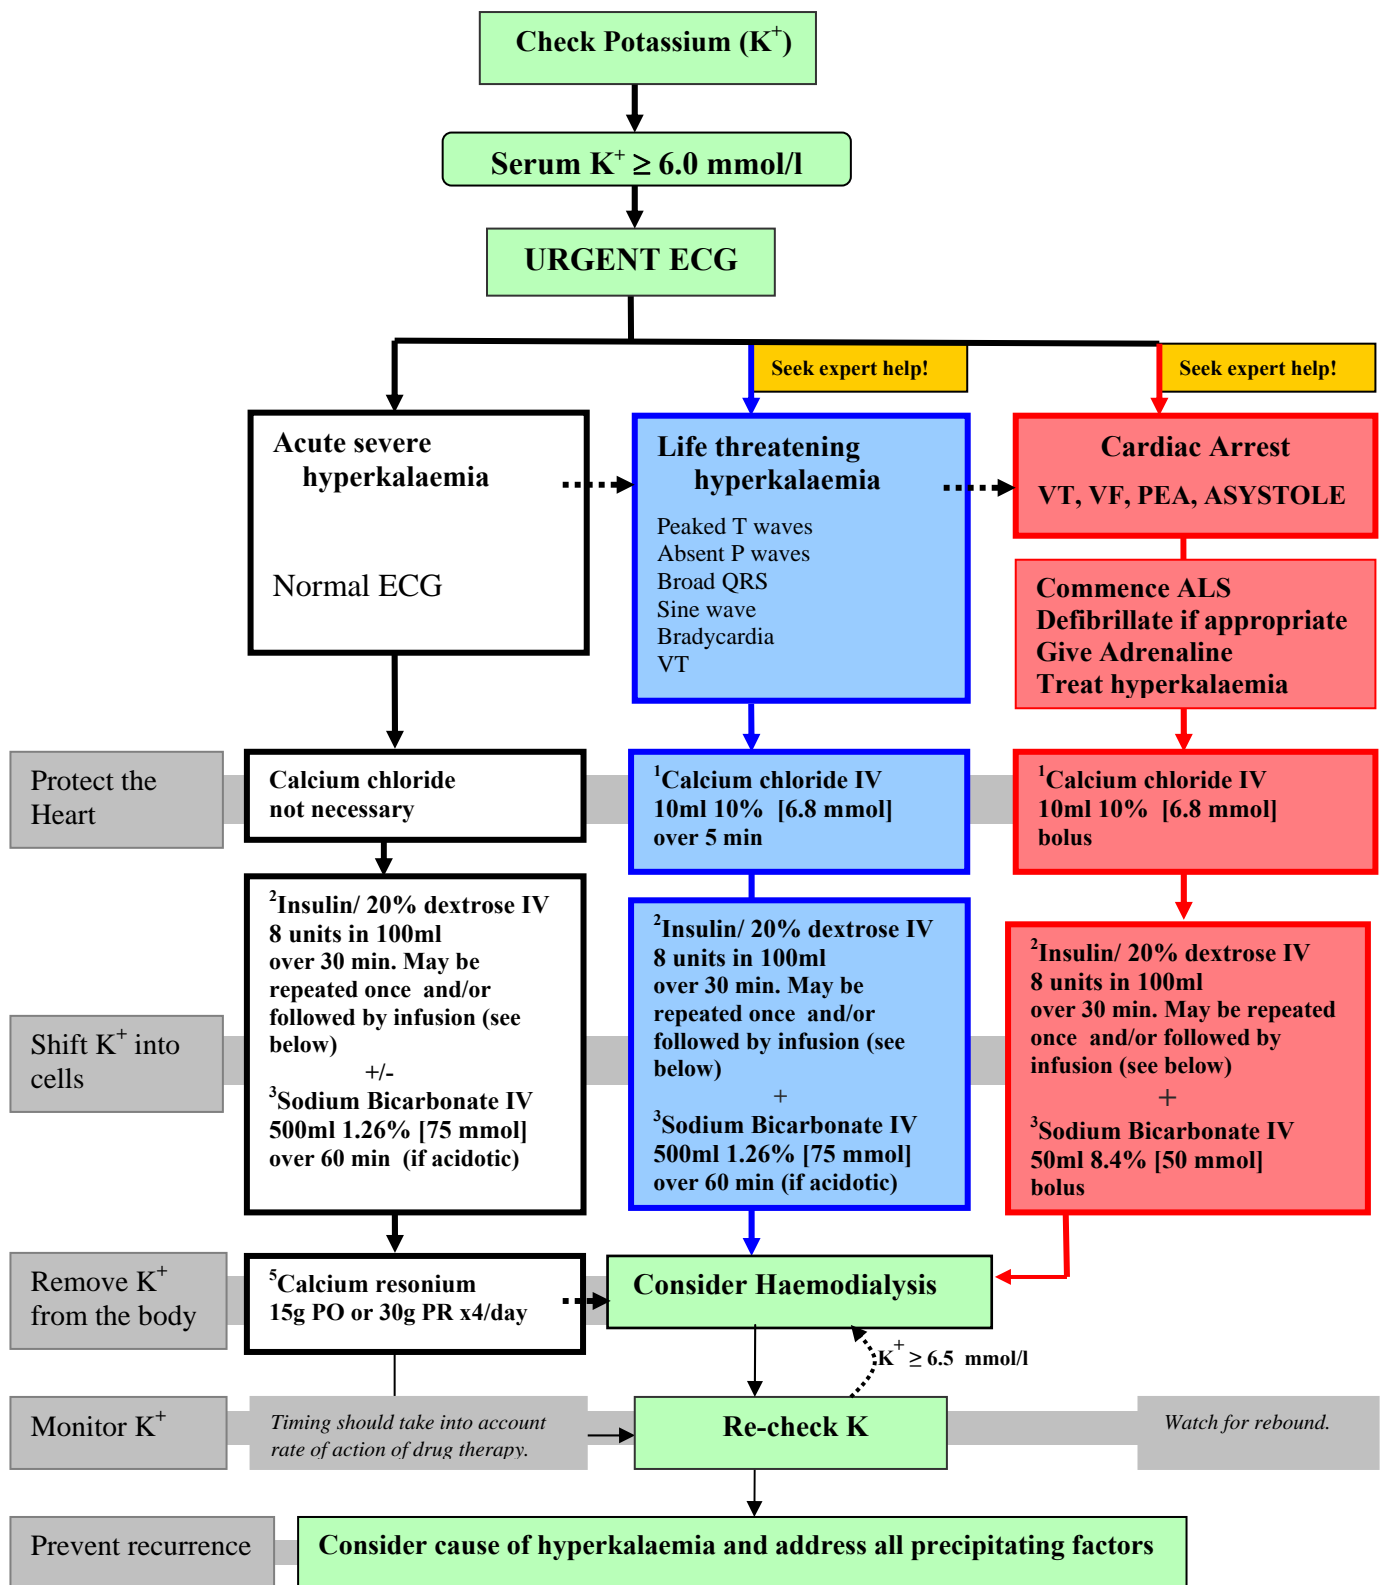 Check Potassium (K+)
Serum K+ ≥ 6.0 mmol/l
URGENT ECG
Seek expert help!
Seek expert help!
Acute severe
hyperkalaemia
Normal ECG
Life threatening
hyperkalaemia
Peaked T waves
Absent P waves
Broad QRS
Sine wave
Bradycardia
VT
Cardiac Arrest
VT, VF, PEA, ASYSTOLE
Commence ALS
Defibrillate if appropriate
Give Adrenaline
Treat hyperkalaemia
Protect the
Heart
Calcium chloride
not necessary
1Calcium chloride IV
10ml 10% [6.8 mmol]
over 5 min
1Calcium chloride IV
10ml 10% [6.8 mmol]
bolus
Shift K+ into
cells
2Insulin/ 20% dextrose IV
8 units in 100ml
over 30 min. May be
repeated once and/or
followed by infusion (see
below)
+/-
3Sodium Bicarbonate IV
500ml 1.26% [75 mmol]
over 60 min (if acidotic)
2Insulin/ 20% dextrose IV
8 units in 100ml
over 30 min. May be
repeated once and/or
followed by infusion (see
below)
+
3Sodium Bicarbonate IV
500ml 1.26% [75 mmol]
over 60 min (if acidotic)
2Insulin/ 20% dextrose IV
8 units in 100ml
over 30 min. May be repeated
once and/or followed by
infusion (see below)
+
3Sodium Bicarbonate IV
50ml 8.4% [50 mmol]
bolus
Remove K+
from the body
5Calcium resonium
15g PO or 30g PR x4/day
Consider Haemodialysis
K+ ≥ 6.5 mmol/l
Monitor K+
Timing should take into account
rate of action of drug therapy.
Re-check K
Watch for rebound.
Prevent recurrence
Consider cause of hyperkalaemia and address all precipitating factors